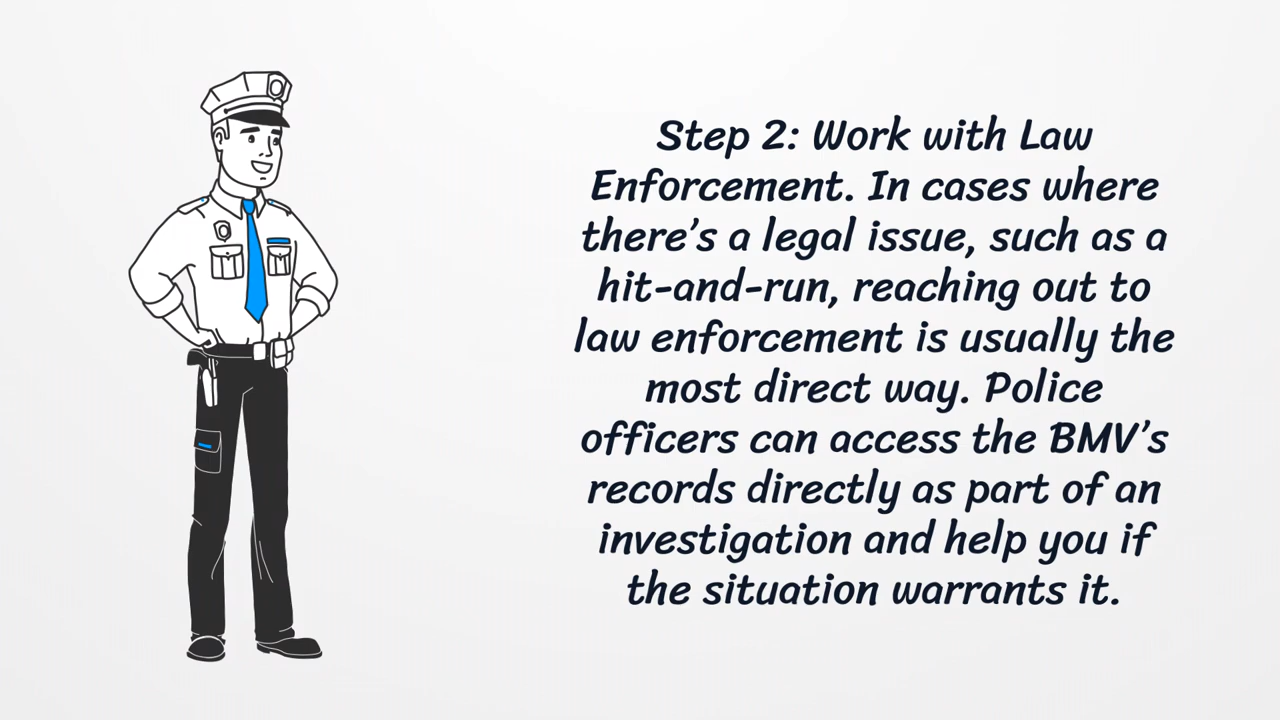 Step 2: Work with Law
Enforcement. In cases where
there's a legal issue, such as a
hit-and-run, reaching out to
law enforcement is usually the
most direct way. Police
officers can access the BMV's
records directly as part of an
investigation and help you if
the situation warrants it.